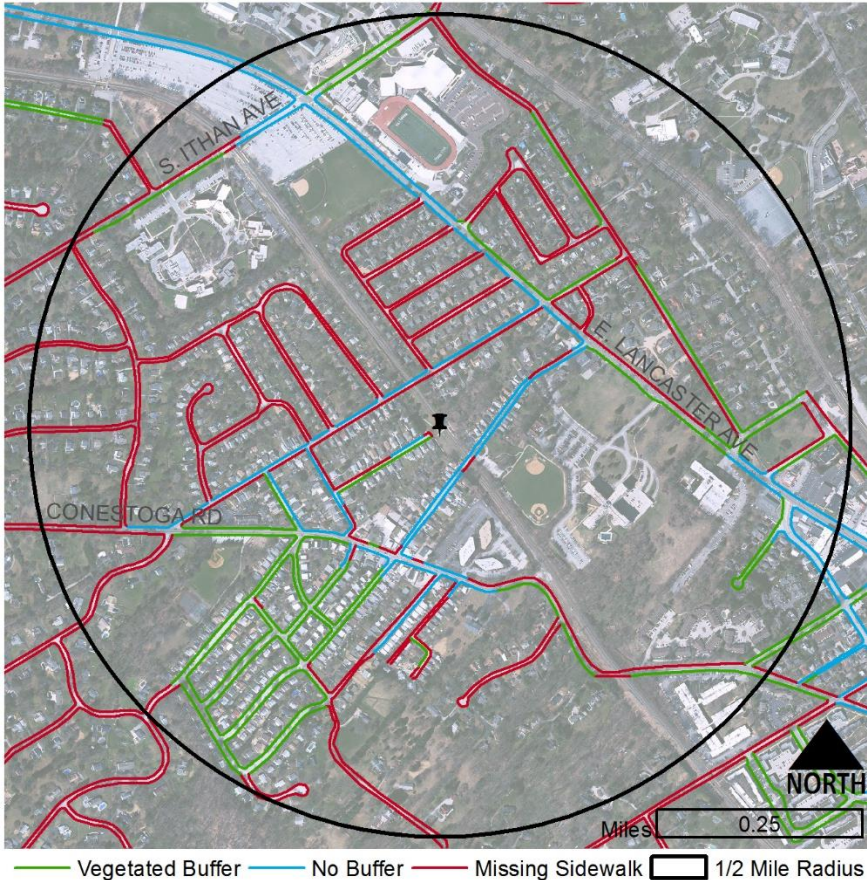 S. ITHAN AVE
E. LANCASTER AVE
CONESTOGA RD
NORTH
Miles 0.25
Vegetated Buffer No Buffer Missing Sidewalk 1/2 Mile Radius